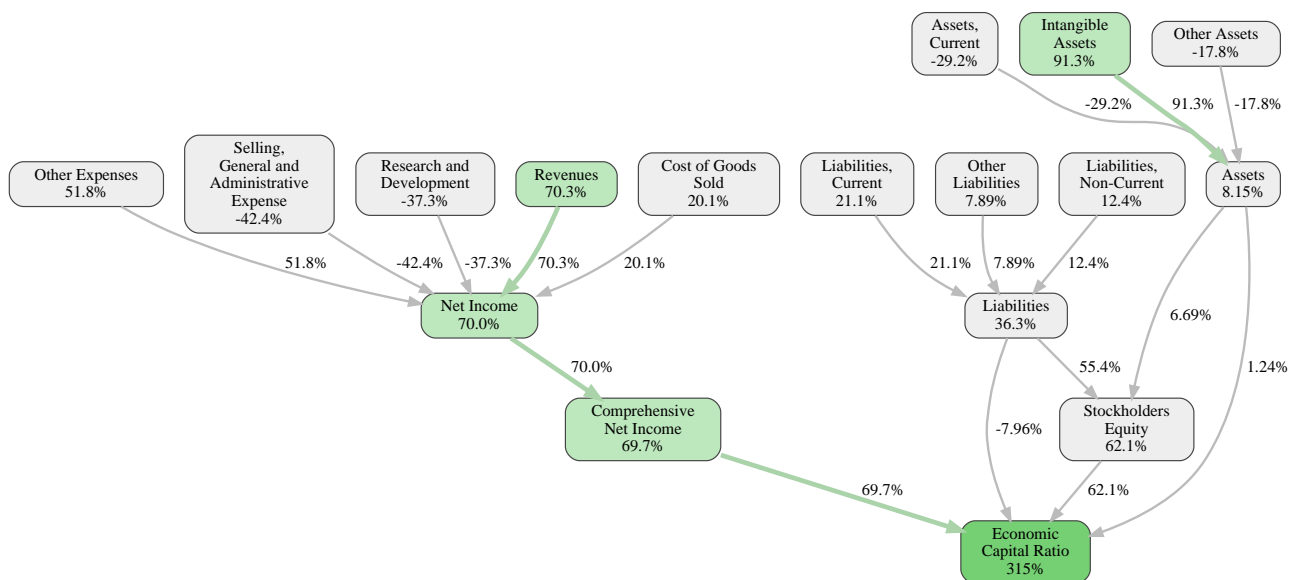 Assets,
Current
-29.2%
Intangible
Assets
91.3%
Other Assets
-17.8%
-29.2%
91.3%
-17.8%
Other Expenses
51.8%
Selling,
General and
Administrative
Expense
-42.4%
Research and
Development
-37.3%
Revenues
70.3%
Cost of Goods
Sold
20.1%
Liabilities,
Current
21.1%
Other
Liabilities
7.89%
Liabilities,
Non-Current
12.4%
Assets
8.15%
51.8%
-42.4%
-37.3%
70.3%
20.1%
21.1%
7.89%
12.4%
Net Income
70.0%
Liabilities
36.3%
6.69%
70.0%
55.4%
1.24%
Comprehensive
Net Income
69.7%
-7.96%
Stockholders
Equity
62.1%
69.7%
62.1%
Economic
Capital Ratio
315%